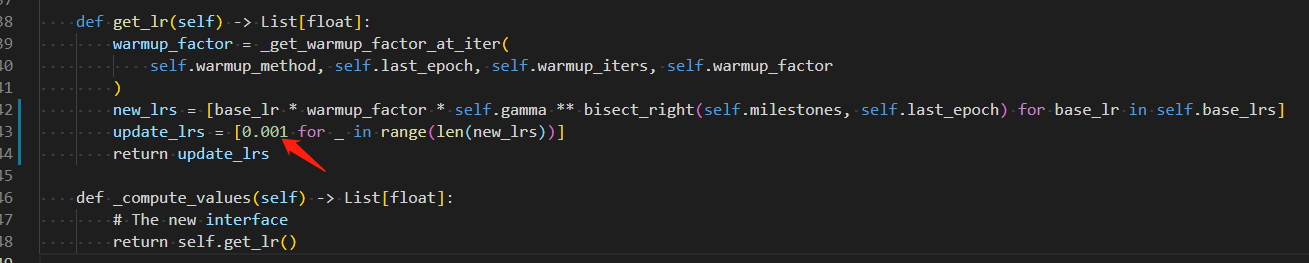 38 def get_lr(self) -> List[float]:
39 warmup_factor = _get_warmup_factor_at_iter(
40 self.warmup_method, self.last_epoch, self.warmup_iters, self.warmup_factor
41 )
42 new_lrs = [base_lr * warmup_factor * self.gamma ** bisect_right(self.milestones, self.last_epoch) for base_lr in self.base_lrs]
43 update_lrs = [0.001 for _ in range(len(new_lrs))]
44 return update_lrs
45
46 def _compute_values(self) -> List[float]:
47 # The new interface
48 return self.get_lr()